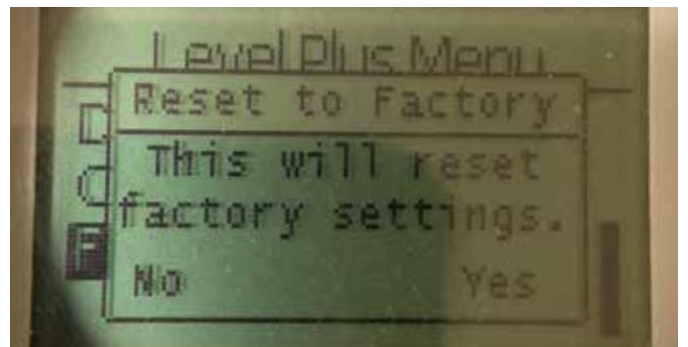 Level Plus Menu
Reset to Factory
This will reset
factory settings.
No Yes